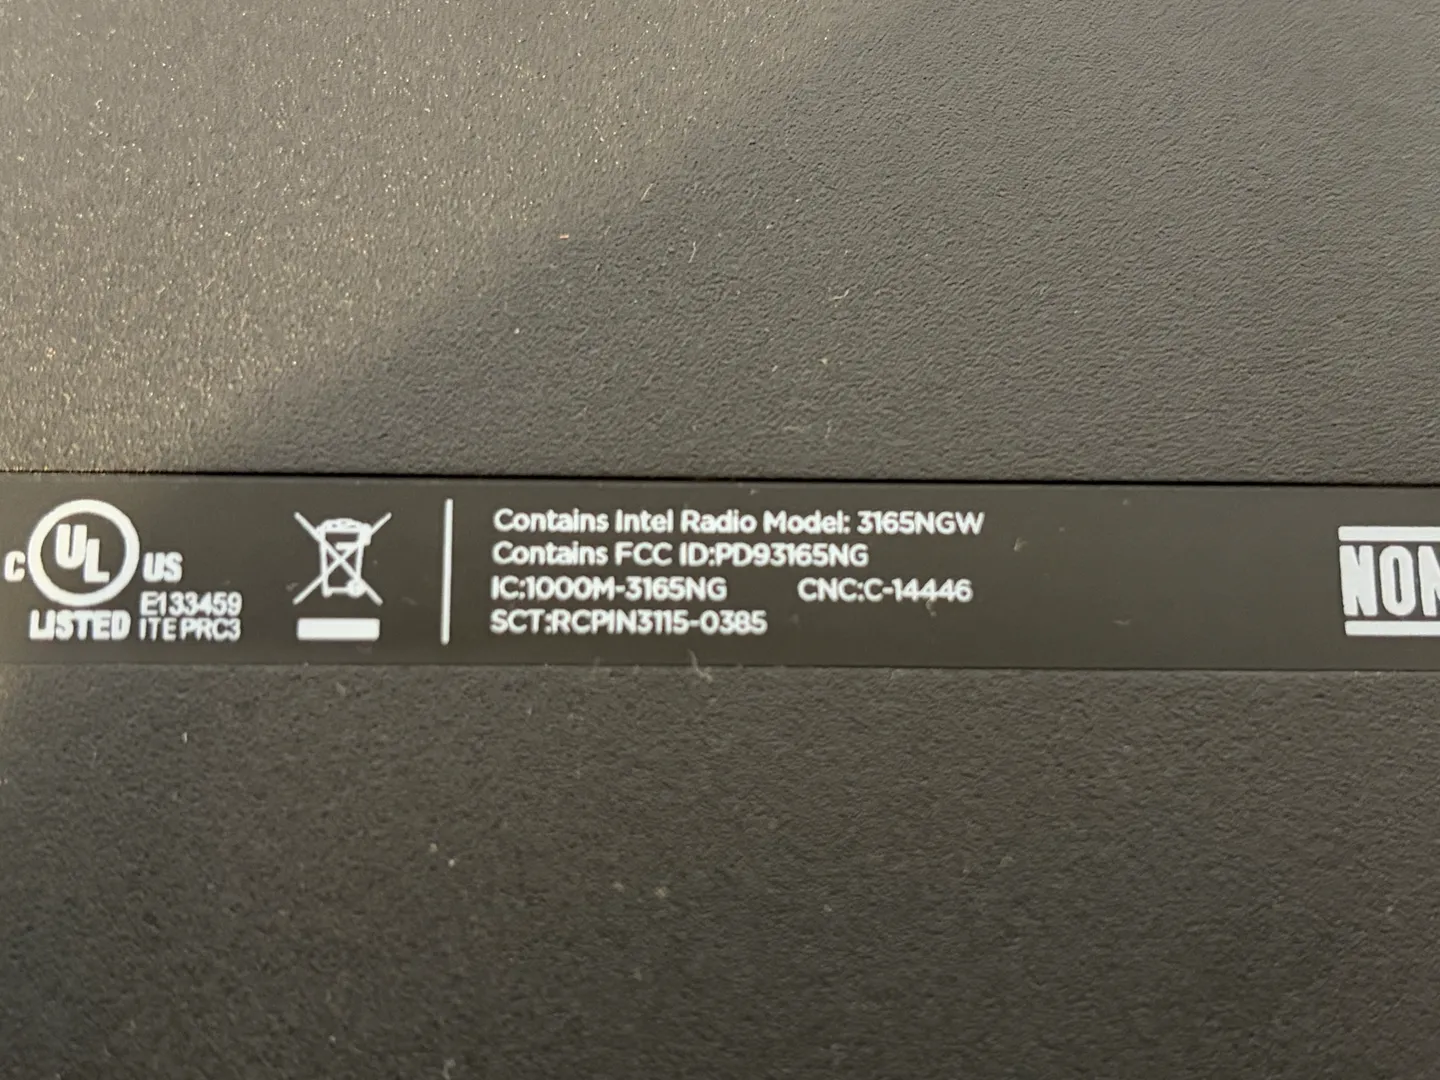 C UL US
LISTED
E133459
ITE PRC3
Contains Intel Radio Model: 3165NGW
Contains FCC ID:PD93165NG
IC:1000M-3165NG CNC:C-14446
SCT:RCPIN3115-0385
NOM